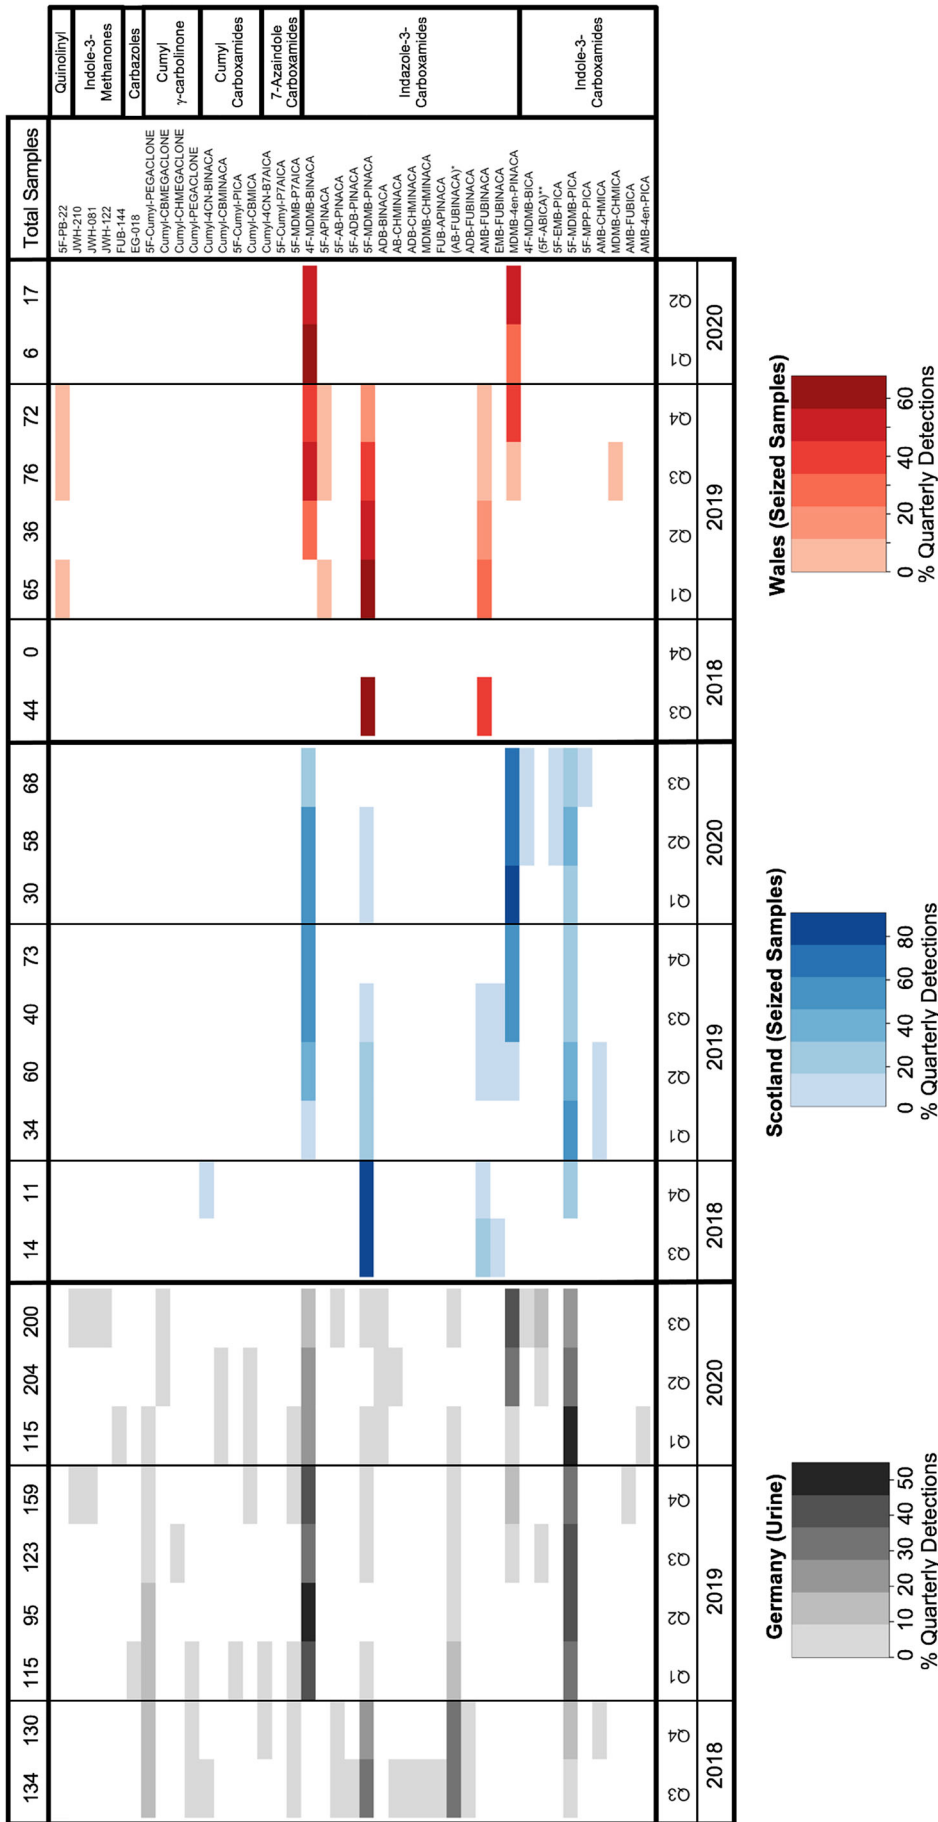 Total Samples
134
130
115
95
123
159
115
204
200
14
11
34
60
40
73
30
58
68
44
0
65
36
76
72
6
17
Quinolinyl
Indole-3-
Methanones
Carbazoles
Cumyl
γ-carbolinone
Cumyl
Carboxamides
7-Azaindole
Carboxamides
Indazole-3-
Carboxamides
Indole-3-
Carboxamides
5F-PB-22
JWH-210
JWH-081
JWH-122
FUB-144
EG-018
5F-Cumyl-PEGACLONE
Cumyl-CBMEGACLONE
Cumyl-CHMEGACLONE
Cumyl-PEGACLONE
Cumyl-4CN-BINACA
Cumyl-CBMINACA
5F-Cumyl-PICA
Cumyl-CBMICA
Cumyl-4CN-B7AICA
5F-Cumyl-P7AICA
5F-MDMB-P7AICA
4F-MDMB-BINACA
5F-APINACA
5F-AB-PINACA
5F-ADB-PINACA
5F-MDMB-PINACA
ADB-BINACA
AB-CHMINACA
ADB-CHMINACA
MDMB-CHMINACA
FUB-APINACA
(AB-FUBINACA)*
ADB-FUBINACA
AMB-FUBINACA
EMB-FUBINACA
MDMB-4en-PINACA
4F-MDMB-BICA
(5F-ABICA)**
5F-EMB-PICA
5F-MDMB-PICA
5F-MPP-PICA
AMB-CHMICA
MDMB-CHMICA
AMB-FUBICA
AMB-4en-PICA
Q3
Q4
Q1
Q2
Q3
Q4
Q1
Q2
Q3
Q3
Q4
Q1
Q2
Q3
Q4
Q1
Q2
Q3
Q3
Q4
Q1
Q2
Q3
Q4
Q1
Q2
2018
2019
2020
2018
2019
2020
2018
2019
2020
Germany (Urine)
0 10 20 30 40 50
% Quarterly Detections
Scotland (Seized Samples)
0 20 40 60 80
% Quarterly Detections
Wales (Seized Samples)
0 20 40 60
% Quarterly Detections